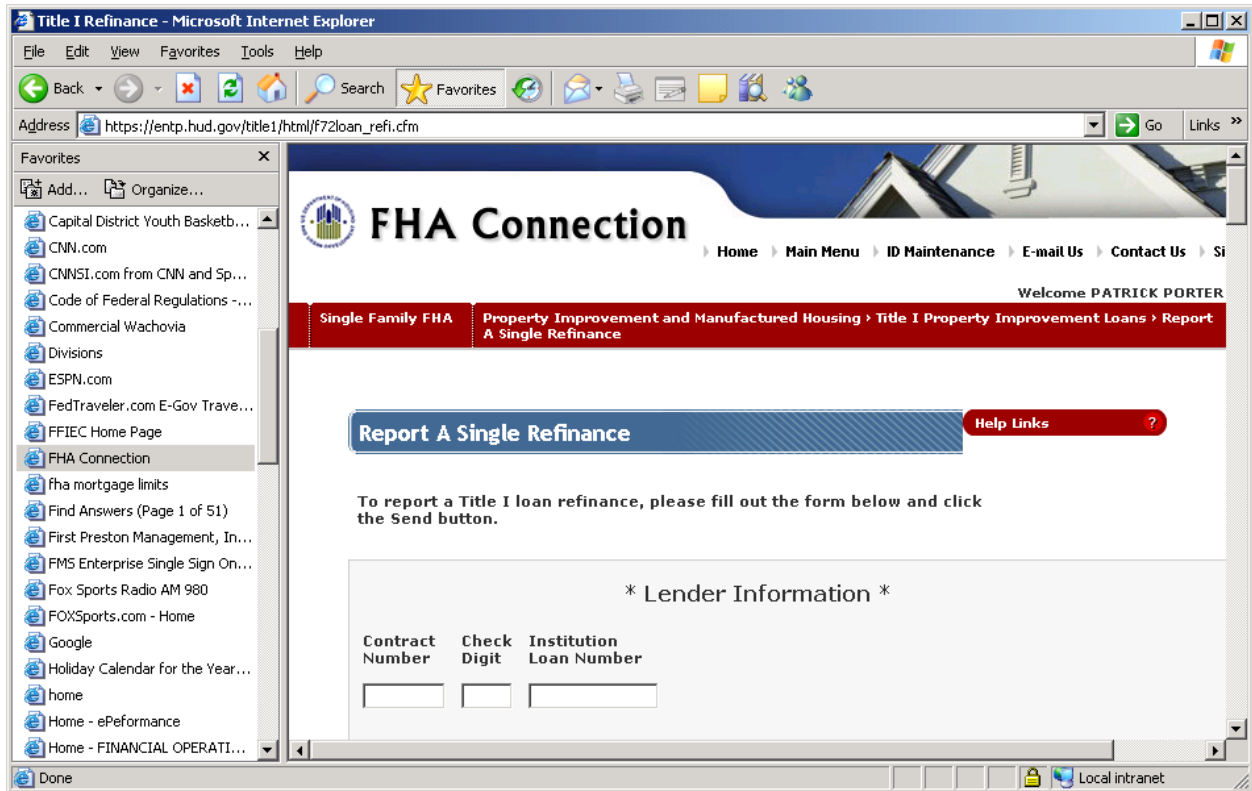 Title I Refinance - Microsoft Internet Explorer
File Edit View Favorites Tools Help
Back Search Favorites
Address https://entp.hud.gov/title1/html/f72loan_refi.cfm Go Links »
Favorites x
Add... Organize...
Capital District Youth Basketb...
CNN.com
CNNSI.com from CNN and Sp...
Code of Federal Regulations -...
Commercial Wachovia
Divisions
ESPN.com
FedTraveler.com E-Gov Trave...
FFIEC Home Page
FHA Connection
fha mortgage limits
Find Answers (Page 1 of 51)
First Preston Management, In...
FMS Enterprise Single Sign On...
Fox Sports Radio AM 980
FOXSports.com - Home
Google
Holiday Calendar for the Year...
home
Home - ePeformance
Home - FINANCIAL OPERATI...
FHA Connection
Home Main Menu ID Maintenance E-mail Us Contact Us Si
Welcome PATRICK PORTER
Single Family FHA
Property Improvement and Manufactured Housing › Title I Property Improvement Loans › Report
A Single Refinance
Report A Single Refinance
Help Links ?
To report a Title I loan refinance, please fill out the form below and click
the Send button.
* Lender Information *
Contract Check Institution
Number Digit Loan Number
Done Local intranet